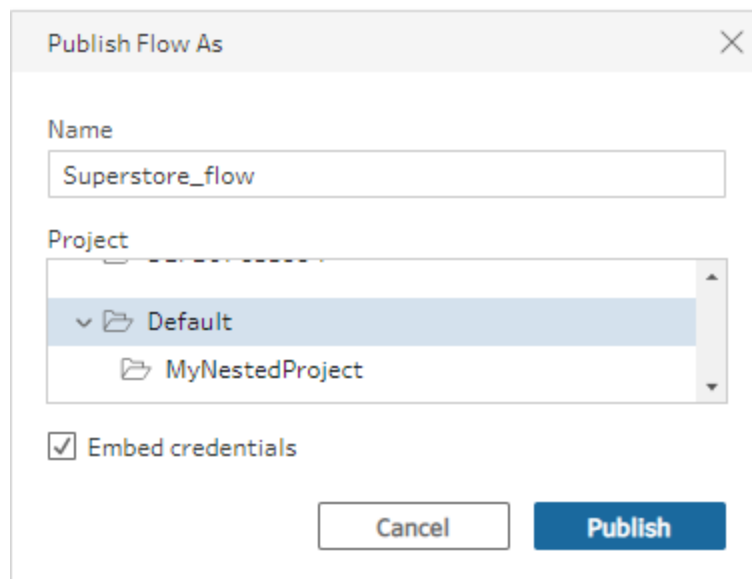 Publish Flow As
Name
Superstore_flow
Project
Default
MyNestedProject
Embed credentials
Cancel
Publish